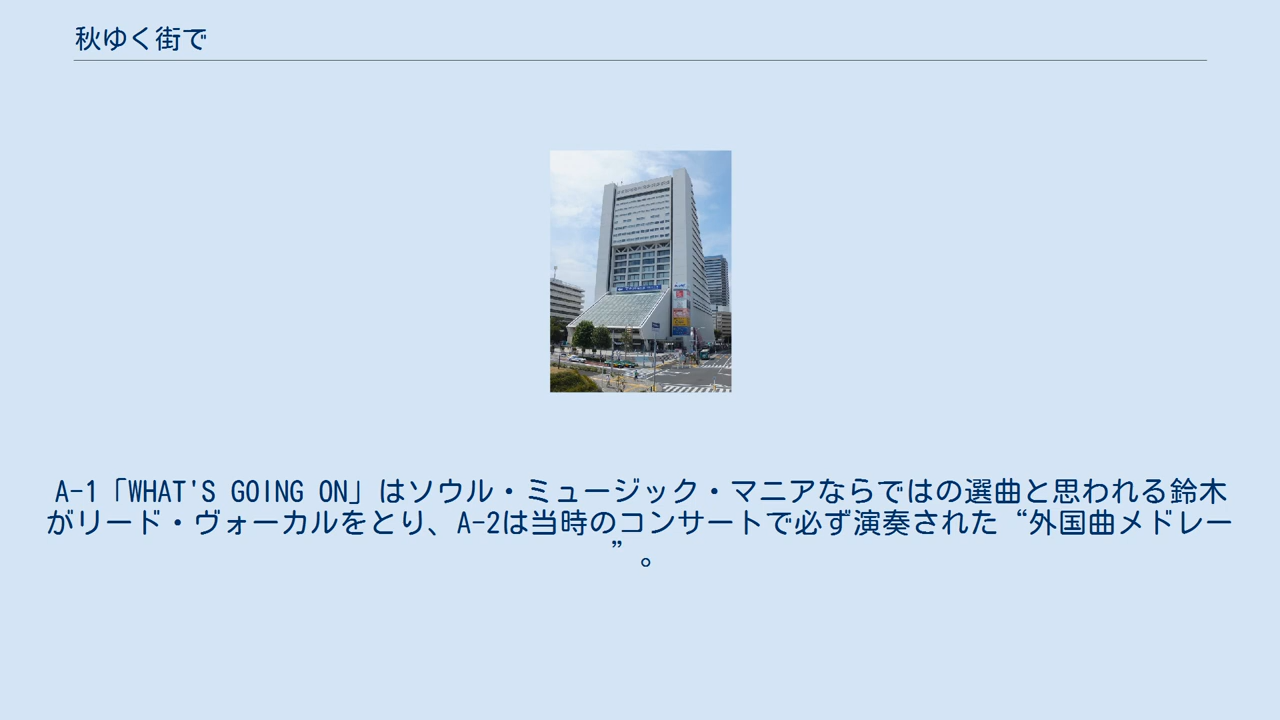 秋ゆく街で
A-1「WHAT'S GOING ON」はソウル・ミュージック・マニアならではの選曲と思われる鈴木
がリード・ヴォーカルをとり、A-2は当時のコンサートで必ず演奏された“外国曲メドレー
”。